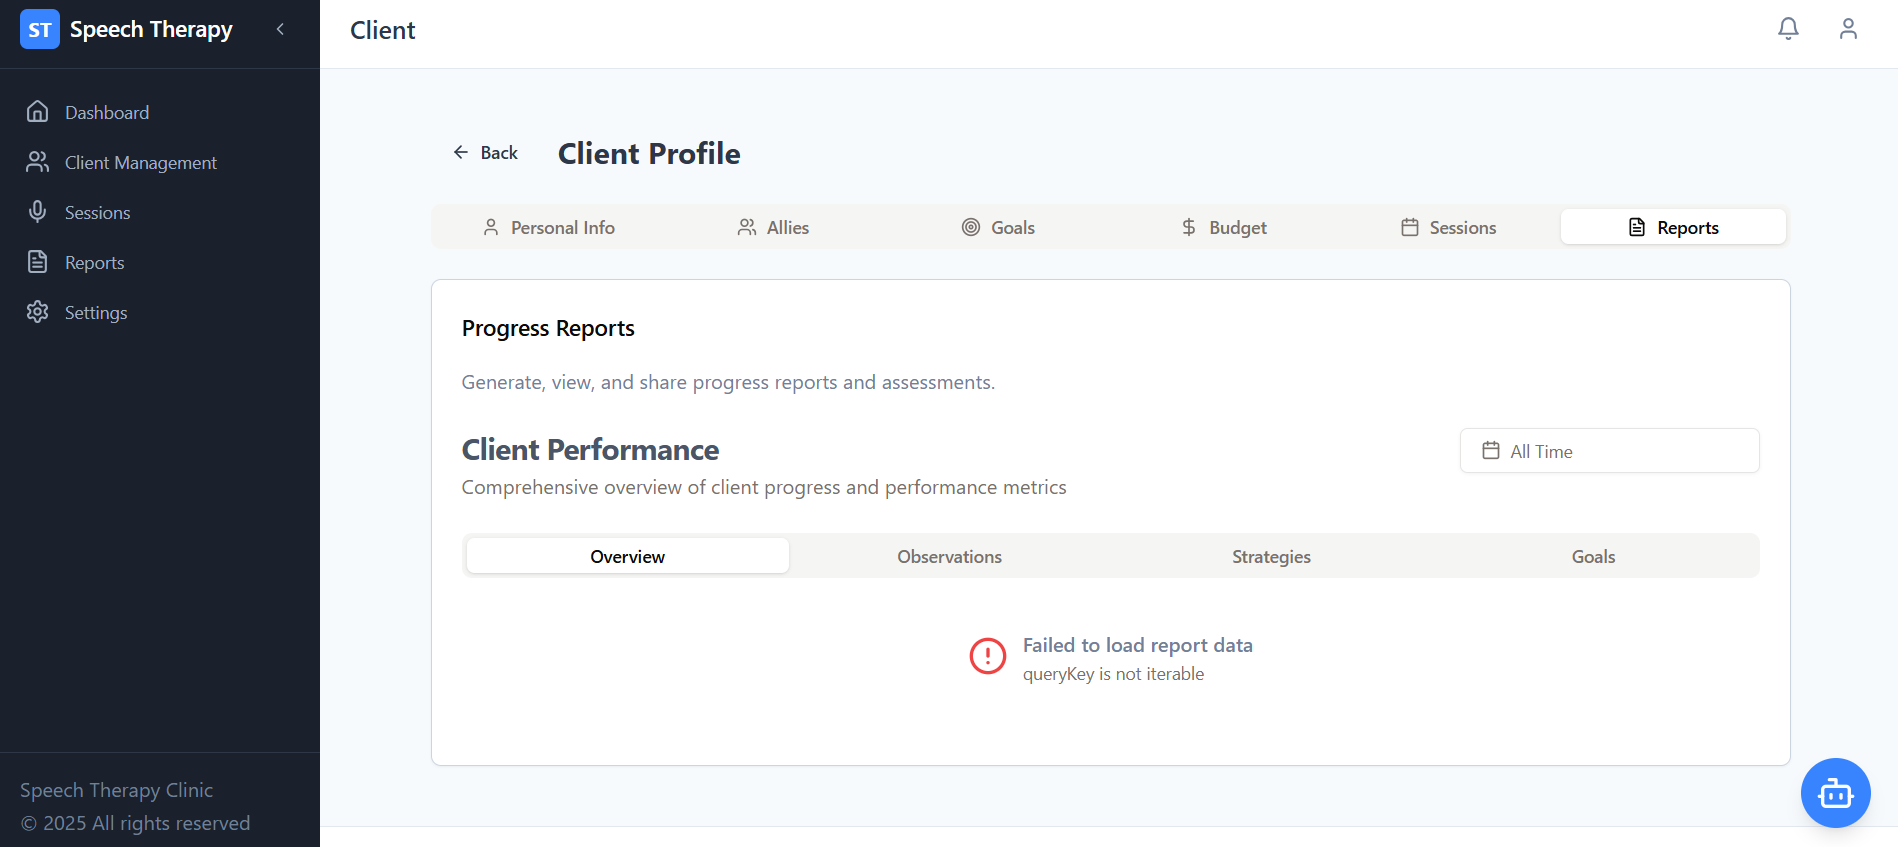 ST Speech Therapy
Client
Dashboard
Client Management
Sessions
Reports
Settings
Back
Client Profile
Personal Info
Allies
Goals
Budget
Sessions
Reports
Progress Reports
Generate, view, and share progress reports and assessments.
Client Performance
All Time
Comprehensive overview of client progress and performance metrics
Overview
Observations
Strategies
Goals
Failed to load report data
queryKey is not iterable
Speech Therapy Clinic
© 2025 All rights reserved